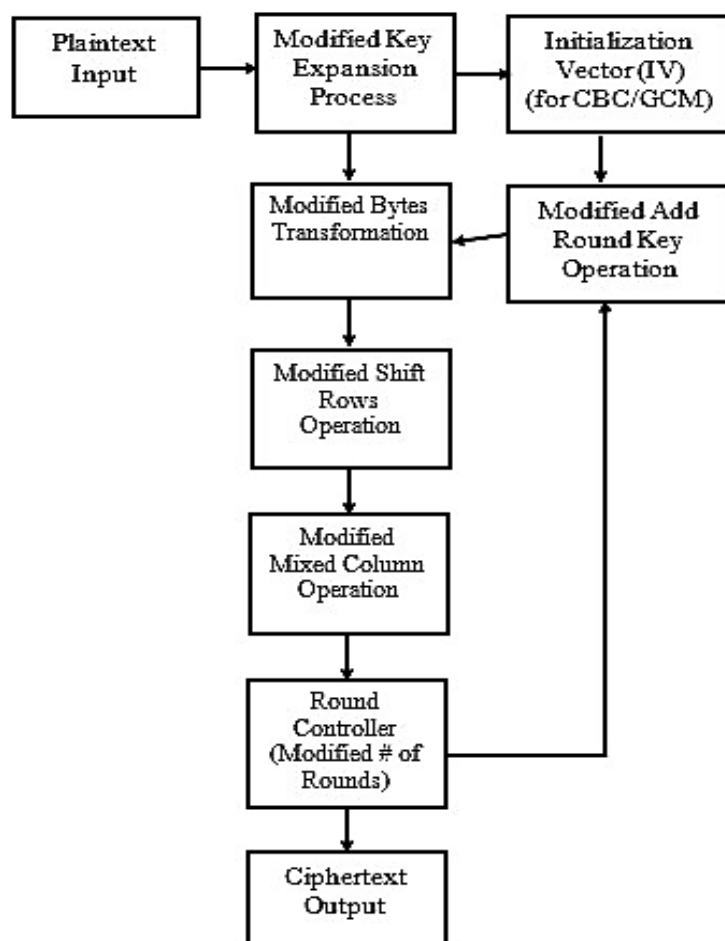 Plaintext
Input
Modified Key
Expansion
Process
Initialization
Vector (IV)
(for CBC/GCM)
Modified Bytes
Transformation
Modified Add
Round Key
Operation
Modified Shift
Rows
Operation
Modified
Mixed Column
Operation
Round
Controller
(Modified # of
Rounds)
Ciphertext
Output